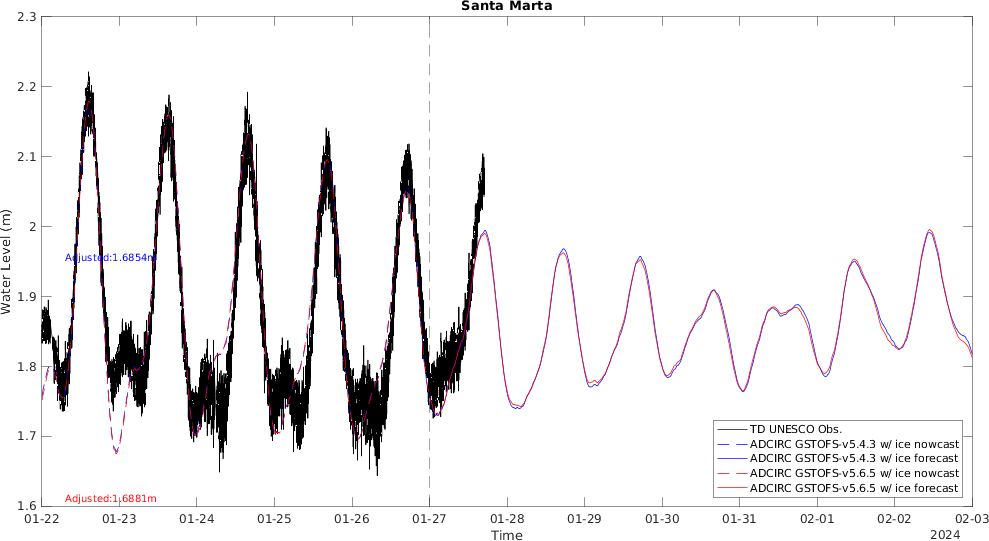 Santa Marta
2.3
2.2
2.1
2
1.9
1.8
1.7
1.6
Water Level (m)
Adjusted:1.6854m
Adjusted:1.6881m
TD UNESCO Obs.
ADCIRC GSTOFS-v5.4.3 w/ ice nowcast
ADCIRC GSTOFS-v5.4.3 w/ ice forecast
ADCIRC GSTOFS-v5.6.5 w/ ice nowcast
ADCIRC GSTOFS-v5.6.5 w/ ice forecast
01-22 01-23 01-24 01-25 01-26 01-27 01-28 01-29 01-30 01-31 02-01 02-02 02-03
Time
2024